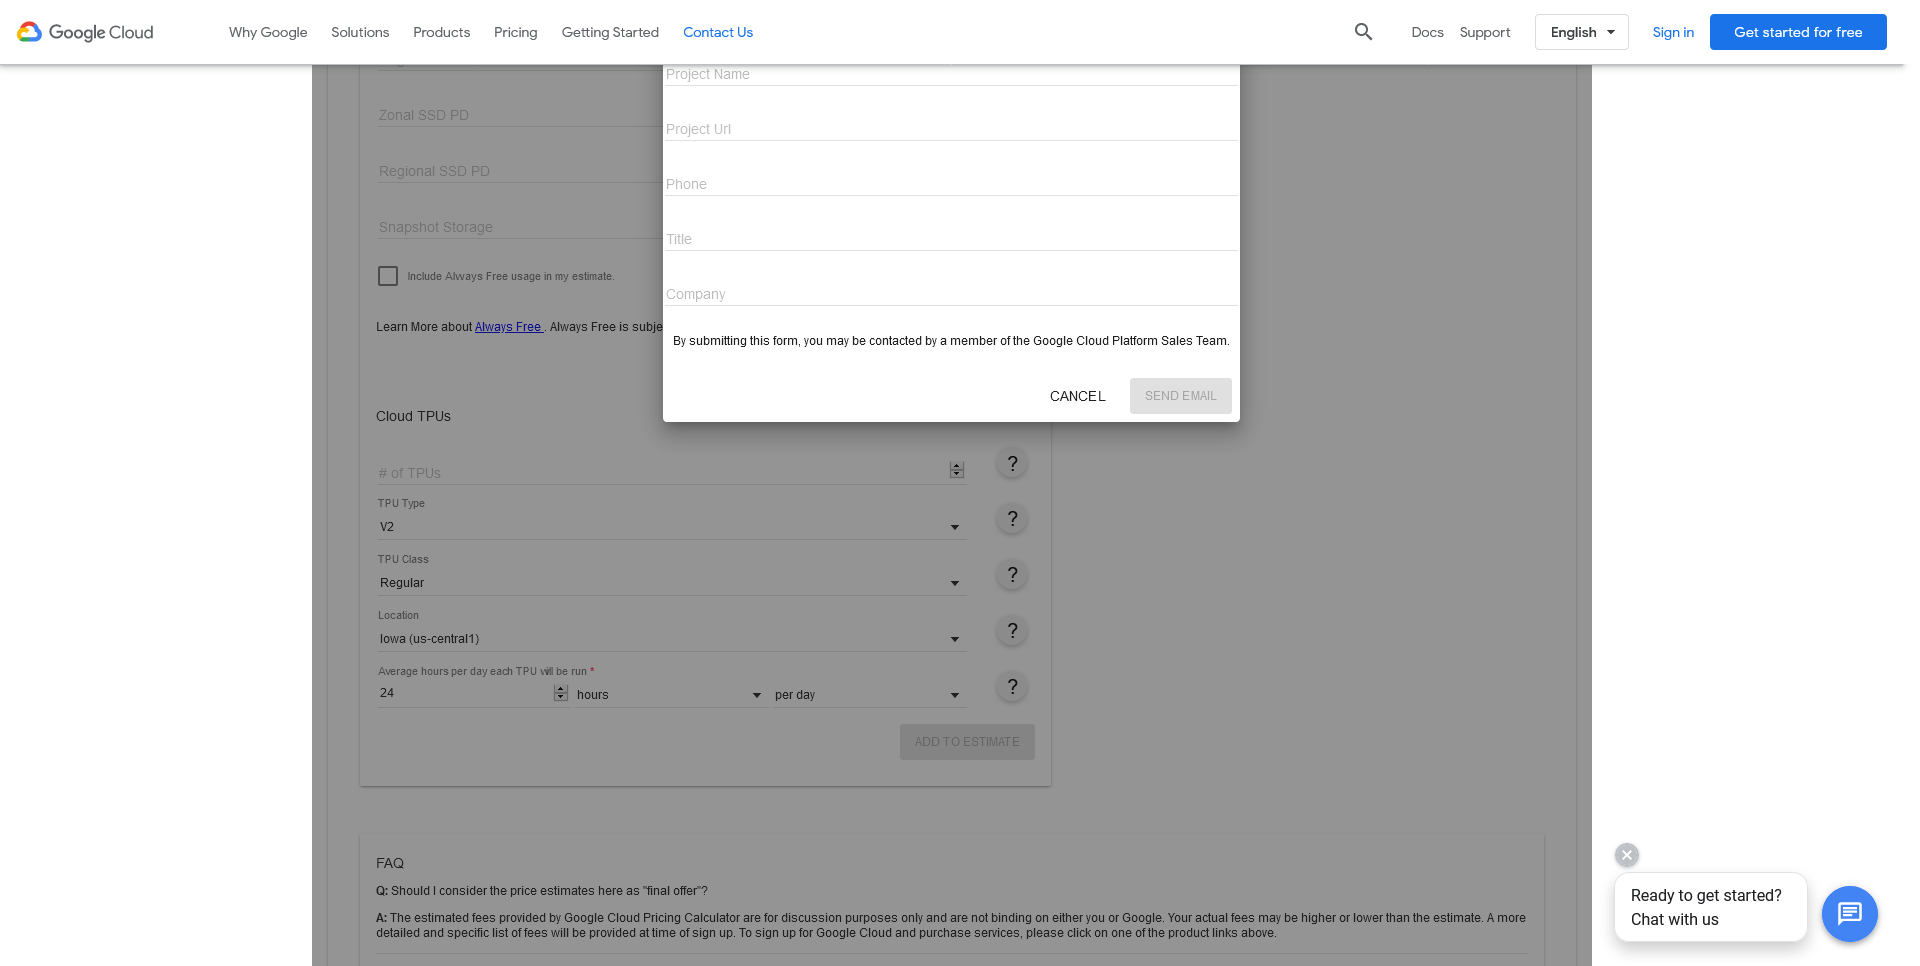 Google Cloud
Why Google
Solutions
Products
Pricing
Getting Started
Contact Us
Docs
Support
English
Sign in
Get started for free
Project Name
Zonal SSD PD
Project Url
Regional SSD PD
Phone
Snapshot Storage
Title
Include Always Free usage in my estimate.
Company
Learn More about Always Free . Always Free is subje
By submitting this form, you may be contacted by a member of the Google Cloud Platform Sales Team.
CANCEL
SEND EMAIL
Cloud TPUs
# of TPUs
?
TPU Type
V2
?
TPU Class
Regular
?
Location
Iowa (us-central1)
?
Average hours per day each TPU will be run *
24
hours
per day
?
ADD TO ESTIMATE
FAQ
Q: Should I consider the price estimates here as "final offer"?
A: The estimated fees provided by Google Cloud Pricing Calculator are for discussion purposes only and are not binding on either you or Google. Your actual fees may be higher or lower than the estimate. A more
detailed and specific list of fees will be provided at time of sign up. To sign up for Google Cloud and purchase services, please click on one of the product links above.
Ready to get started?
Chat with us